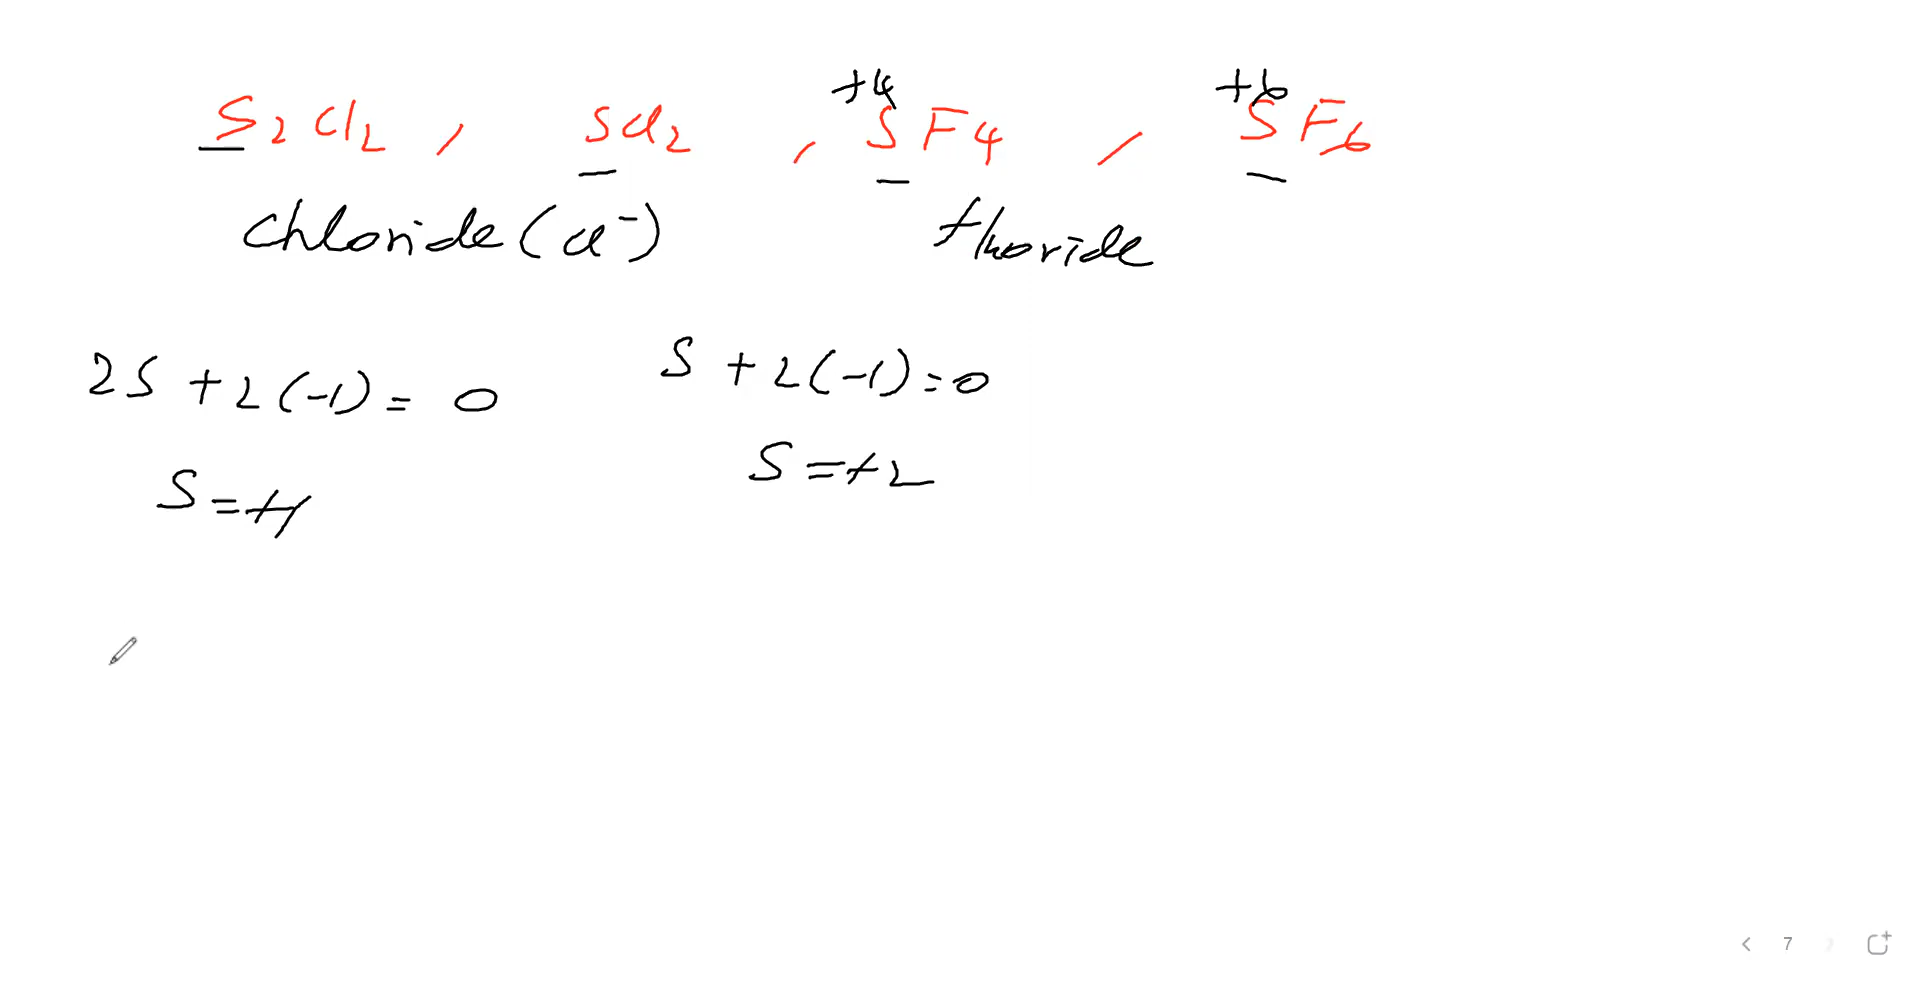 +4 +6
S2Cl2, SCl2, SF4, SF6
chloride (Cl-) fluoride
2S + 2(-1) = 0 S + 2(-1) = 0
S = +1 S = +2
7